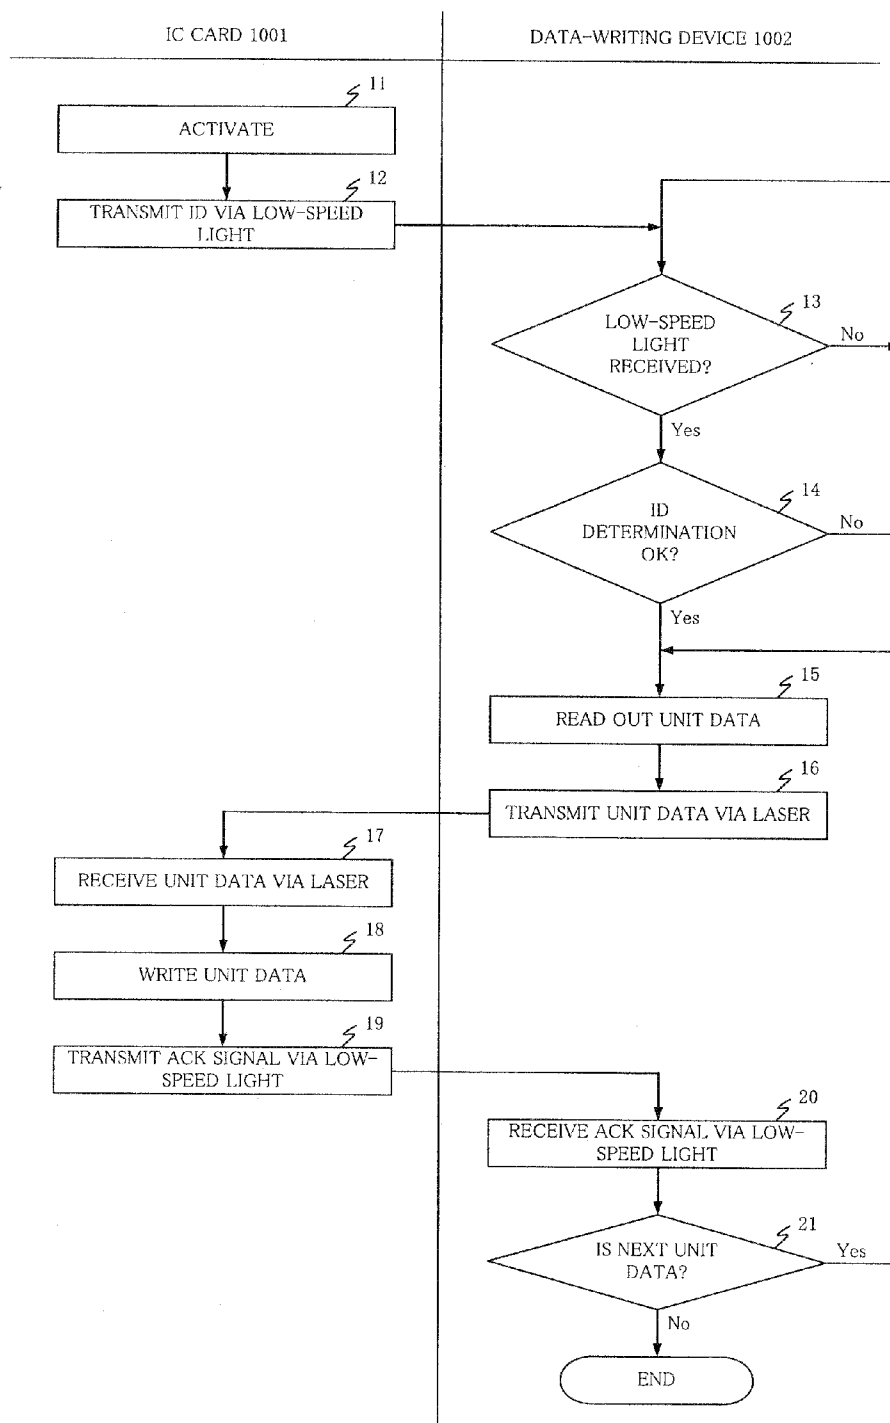 IC CARD 1001
DATA-WRITING DEVICE 1002
11
ACTIVATE
12
TRANSMIT ID VIA LOW-SPEED
LIGHT
13
LOW-SPEED
LIGHT
RECEIVED?
No
Yes
14
ID
DETERMINATION
OK?
No
Yes
15
READ OUT UNIT DATA
16
TRANSMIT UNIT DATA VIA LASER
17
RECEIVE UNIT DATA VIA LASER
18
WRITE UNIT DATA
19
TRANSMIT ACK SIGNAL VIA LOW-
SPEED LIGHT
20
RECEIVE ACK SIGNAL VIA LOW-
SPEED LIGHT
21
IS NEXT UNIT
DATA?
Yes
No
END